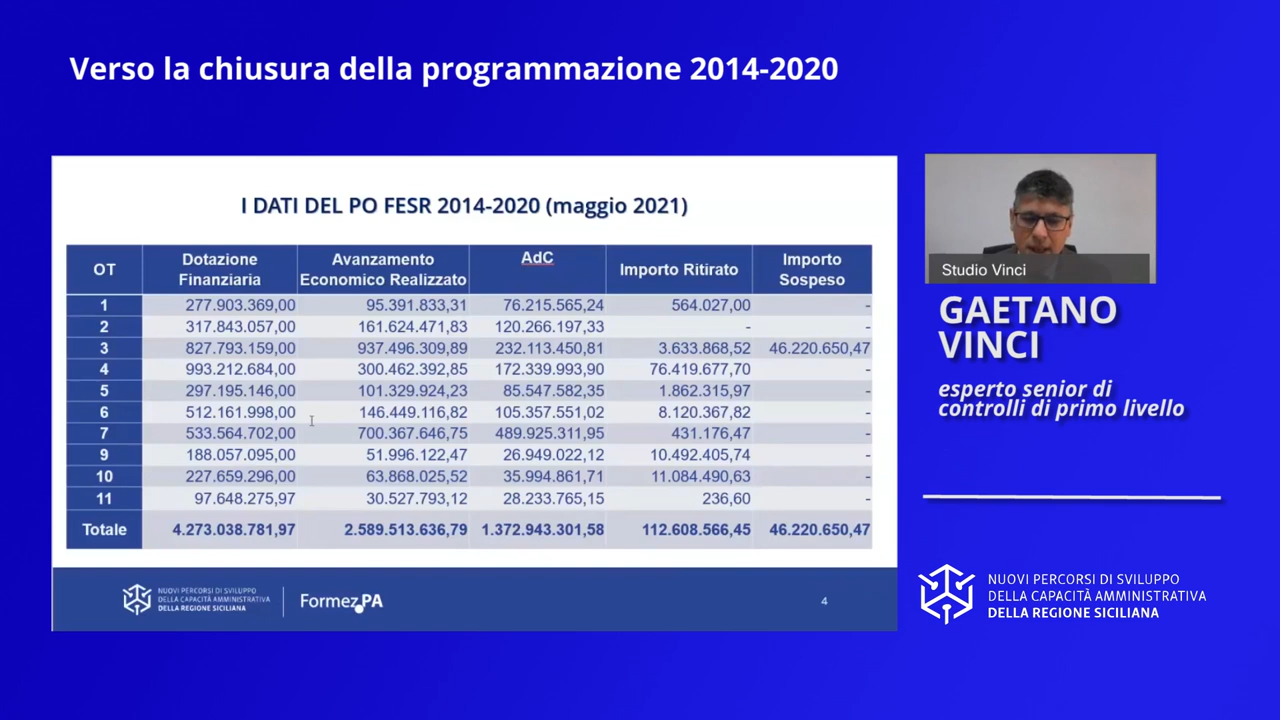 Verso la chiusura della programmazione 2014-2020
I DATI DEL PO FESR 2014-2020 (maggio 2021)
OT Dotazione Finanziaria Avanzamento Economico Realizzato AdC Importo Ritirato Importo Sospeso
1 277.903.369,00 95.391.833,31 76.215.565,24 564.027,00 -
2 317.843.057,00 161.624.471,83 120.266.197,33 - -
3 827.793.159,00 937.496.309,89 232.113.450,81 3.633.868,52 46.220.650,47
4 993.212.684,00 300.462.392,85 172.339.993,90 76.419.677,70 -
5 297.195.146,00 101.329.924,23 85.547.582,35 1.862.315,97 -
6 512.161.998,00 146.449.116,82 105.357.551,02 8.120.367,82 -
7 533.564.702,00 700.367.646,75 489.925.311,95 431.176,47 -
9 188.057.095,00 51.996.122,47 26.949.022,12 10.492.405,74 -
10 227.659.296,00 63.868.025,52 35.994.861,71 11.084.490,63 -
11 97.648.275,97 30.527.793,12 28.233.765,15 236,60 -
Totale 4.273.038.781,97 2.589.513.636,79 1.372.943.301,58 112.608.566,45 46.220.650,47
NUOVI PERCORSI DI SVILUPPO
DELLA CAPACITÀ AMMINISTRATIVA
DELLA REGIONE SICILIANA
Formez PA
4
Studio Vinci
GAETANO
VINCI
esperto senior di
controlli di primo livello
NUOVI PERCORSI DI SVILUPPO
DELLA CAPACITÀ AMMINISTRATIVA
DELLA REGIONE SICILIANA